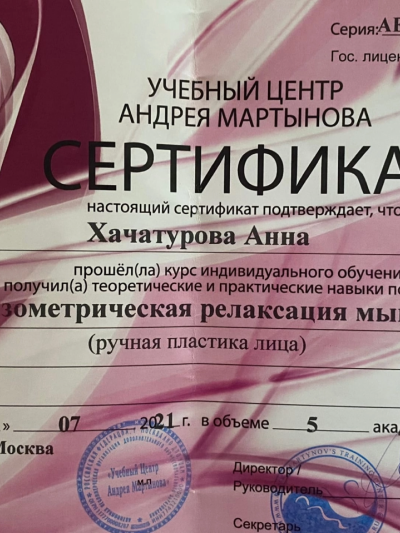 Серия: АБ
Гос. лицен
УЧЕБНЫЙ ЦЕНТР
АНДРЕЯ МАРТЫНОВА
СЕРТИФИКА
настоящий сертификат подтверждает, что
Хачатурова Анна
прошёл(ла) курс индивидуального обучени
получил(а) теоретические и практические навыки по
зометрическая релаксация мы
(ручная пластика лица)
» 07 2021 г. в объеме 5 ака
Москва
«Учебный Центр
Андрея Мартынова»
м.п
Директор /
Руководитель
Секретарь